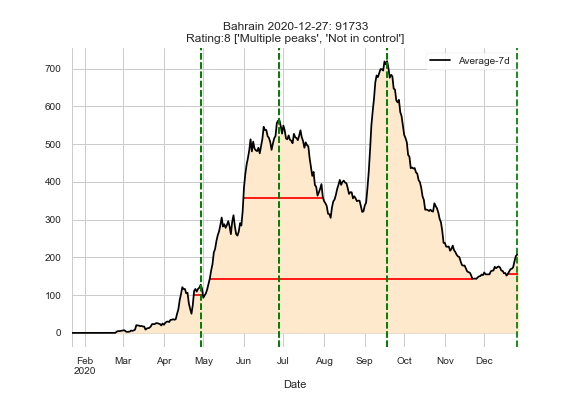 Bahrain 2020-12-27: 91733
Rating:8 ['Multiple peaks', 'Not in control']
Average-7d
700
600
500
400
300
200
100
0
Feb Mar Apr May Jun Jul Aug Sep Oct Nov Dec
2020
Date